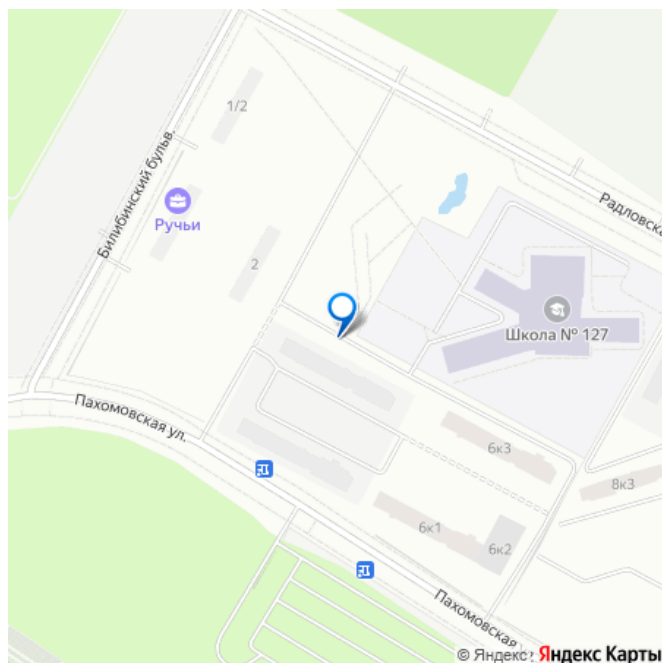 1/2
Билибинский бульв.
Ручьи
2
Радловска
Школа № 127
Пахомовская ул.
6к3
8к3
6к1
6к2
Пахомовская
© Яндекс Яндекс Карты